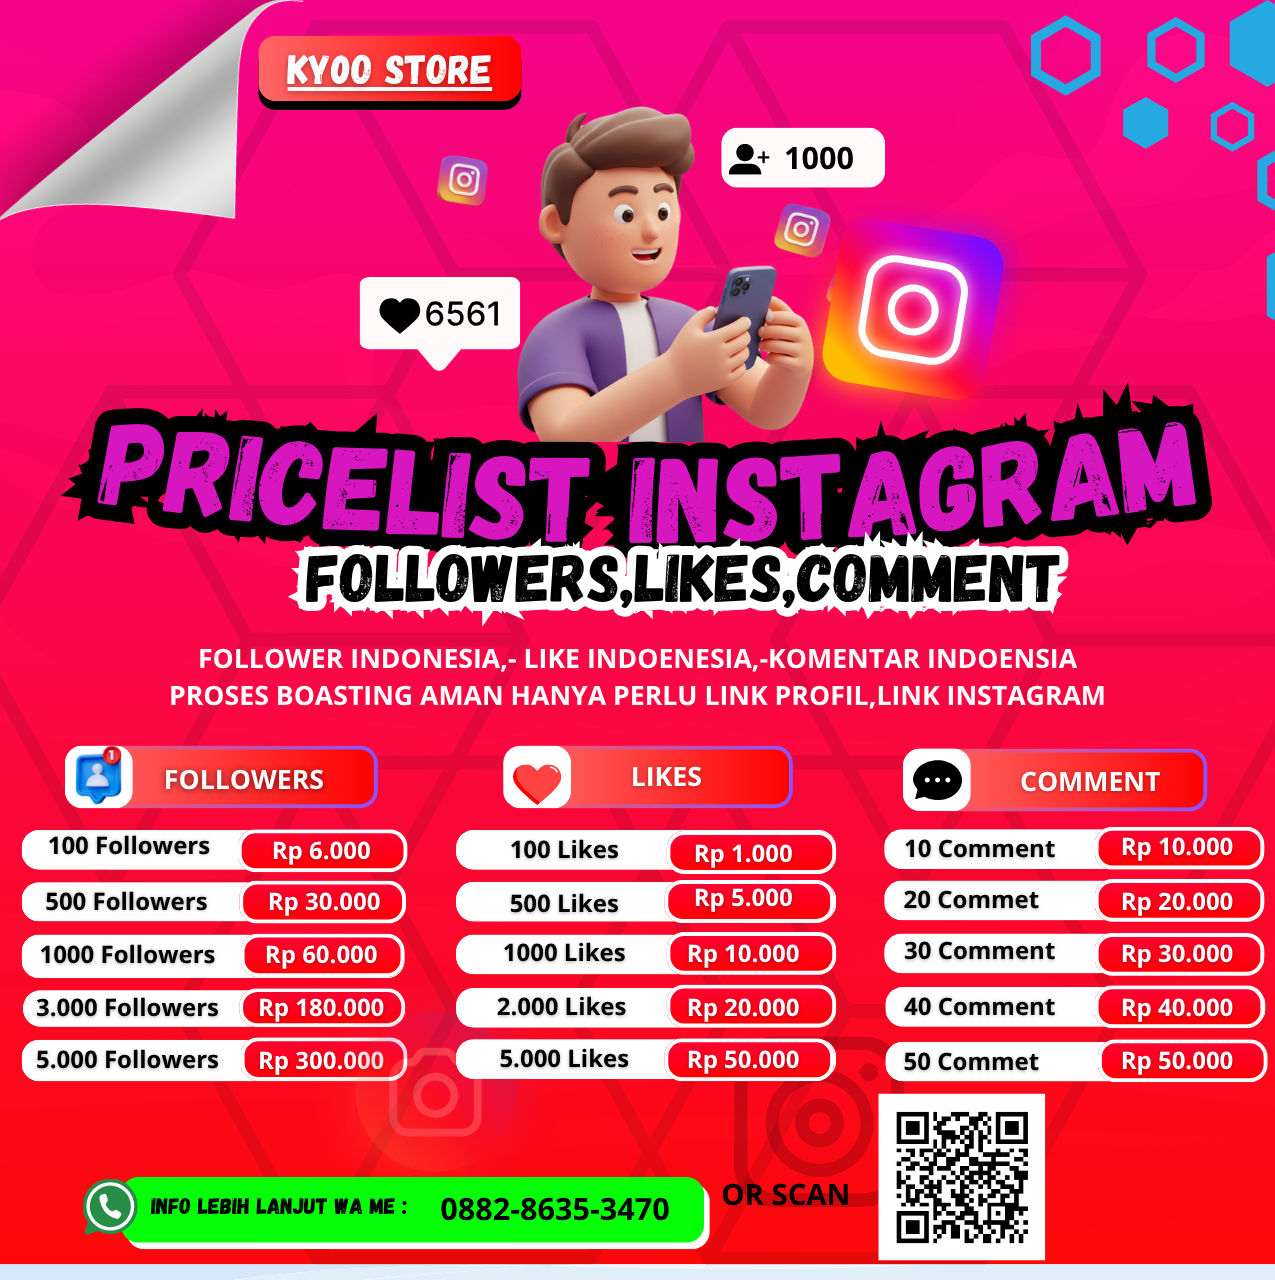 KYOO STORE
1000
6561
PRICELIST INSTAGRAM
FOLLOWERS,LIKES,COMMENT
FOLLOWER INDONESIA,- LIKE INDOENESIA,-KOMENTAR INDOENSIA
PROSES BOASTING AMAN HANYA PERLU LINK PROFIL,LINK INSTAGRAM
1
FOLLOWERS
100 Followers Rp 6.000
500 Followers Rp 30.000
1000 Followers Rp 60.000
3.000 Followers Rp 180.000
5.000 Followers Rp 300.000
LIKES
100 Likes Rp 1.000
500 Likes Rp 5.000
1000 Likes Rp 10.000
2.000 Likes Rp 20.000
5.000 Likes Rp 50.000
COMMENT
10 Comment Rp 10.000
20 Commet Rp 20.000
30 Comment Rp 30.000
40 Comment Rp 40.000
50 Commet Rp 50.000
INFO LEBIH LANJUT WA ME : 0882-8635-3470
OR SCAN